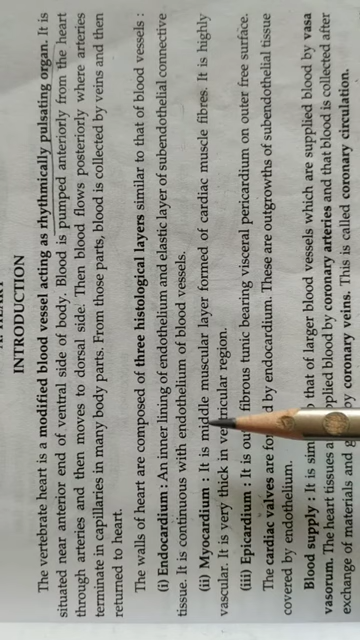 INTRODUCTION
The vertebrate heart is a modified blood vessel acting as rhythmically pulsating organ. It is
situated near anterior end of ventral side of body. Blood is pumped anteriorly from the heart
through arteries and then moves to dorsal side. Then blood flows posteriorly where arteries
terminate in capillaries in many body parts. From those parts, blood is collected by veins and then
returned to heart.
The walls of heart are composed of three histological layers similar to that of blood vessels :
(i) Endocardium : An inner lining of endothelium and elastic layer of subendothelial connective
tissue. It is continuous with endothelium of blood vessels.
(ii) Myocardium : It is middle muscular layer formed of cardiac muscle fibres. It is highly
vascular. It is very thick in ventricular region.
(iii) Epicardium : It is fibrous tunic bearing visceral pericardium on outer free surface.
The cardiac valves are by endocardium. These are outgrowths of subendothelial tissue
covered by endothelium.
Blood supply : It is that of larger blood vessels which are supplied blood by vasa
vasorum. The heart tissues blood by coronary arteries and that blood is collected after
exchange of materials and by coronary veins. This is called coronary circulation.